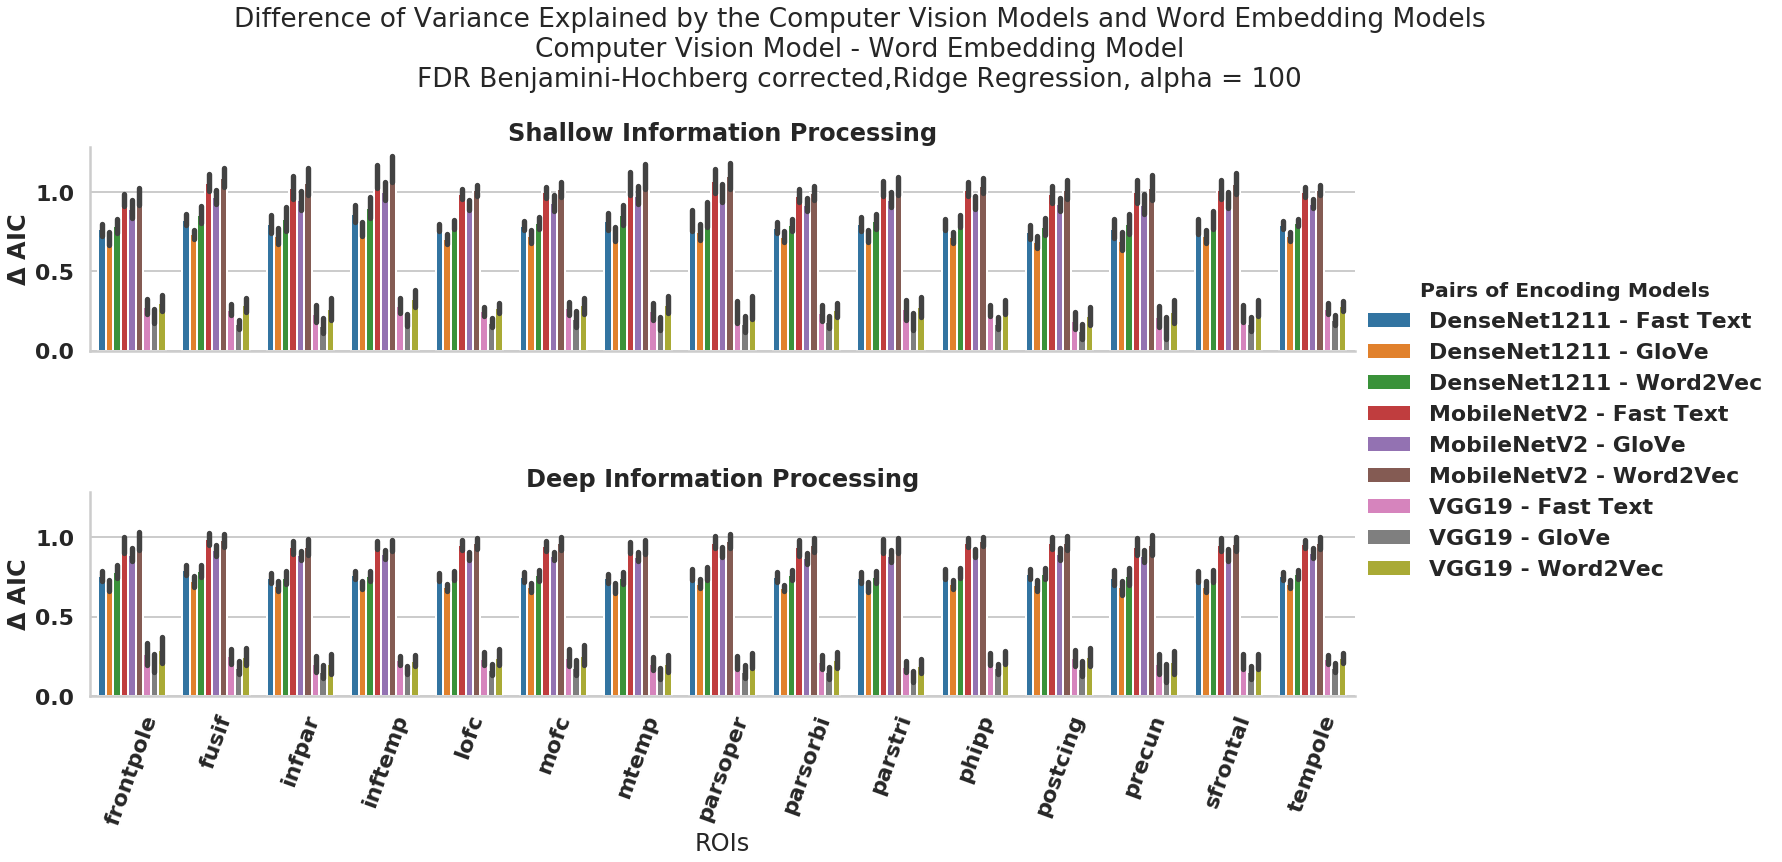 Difference of Variance Explained by the Computer Vision Models and Word Embedding Models
Computer Vision Model - Word Embedding Model
FDR Benjamini-Hochberg corrected,Ridge Regression, alpha = 100
Shallow Information Processing
Δ AIC
1.0
0.5
0.0
Deep Information Processing
Δ AIC
1.0
0.5
0.0
frontpole
fusif
infpar
inftemp
lofc
mofc
mtemp
parsoper
parsorbi
parstri
phipp
postcing
precun
sfrontal
tempole
ROIs
Pairs of Encoding Models
DenseNet1211 - Fast Text
DenseNet1211 - GloVe
DenseNet1211 - Word2Vec
MobileNetV2 - Fast Text
MobileNetV2 - GloVe
MobileNetV2 - Word2Vec
VGG19 - Fast Text
VGG19 - GloVe
VGG19 - Word2Vec